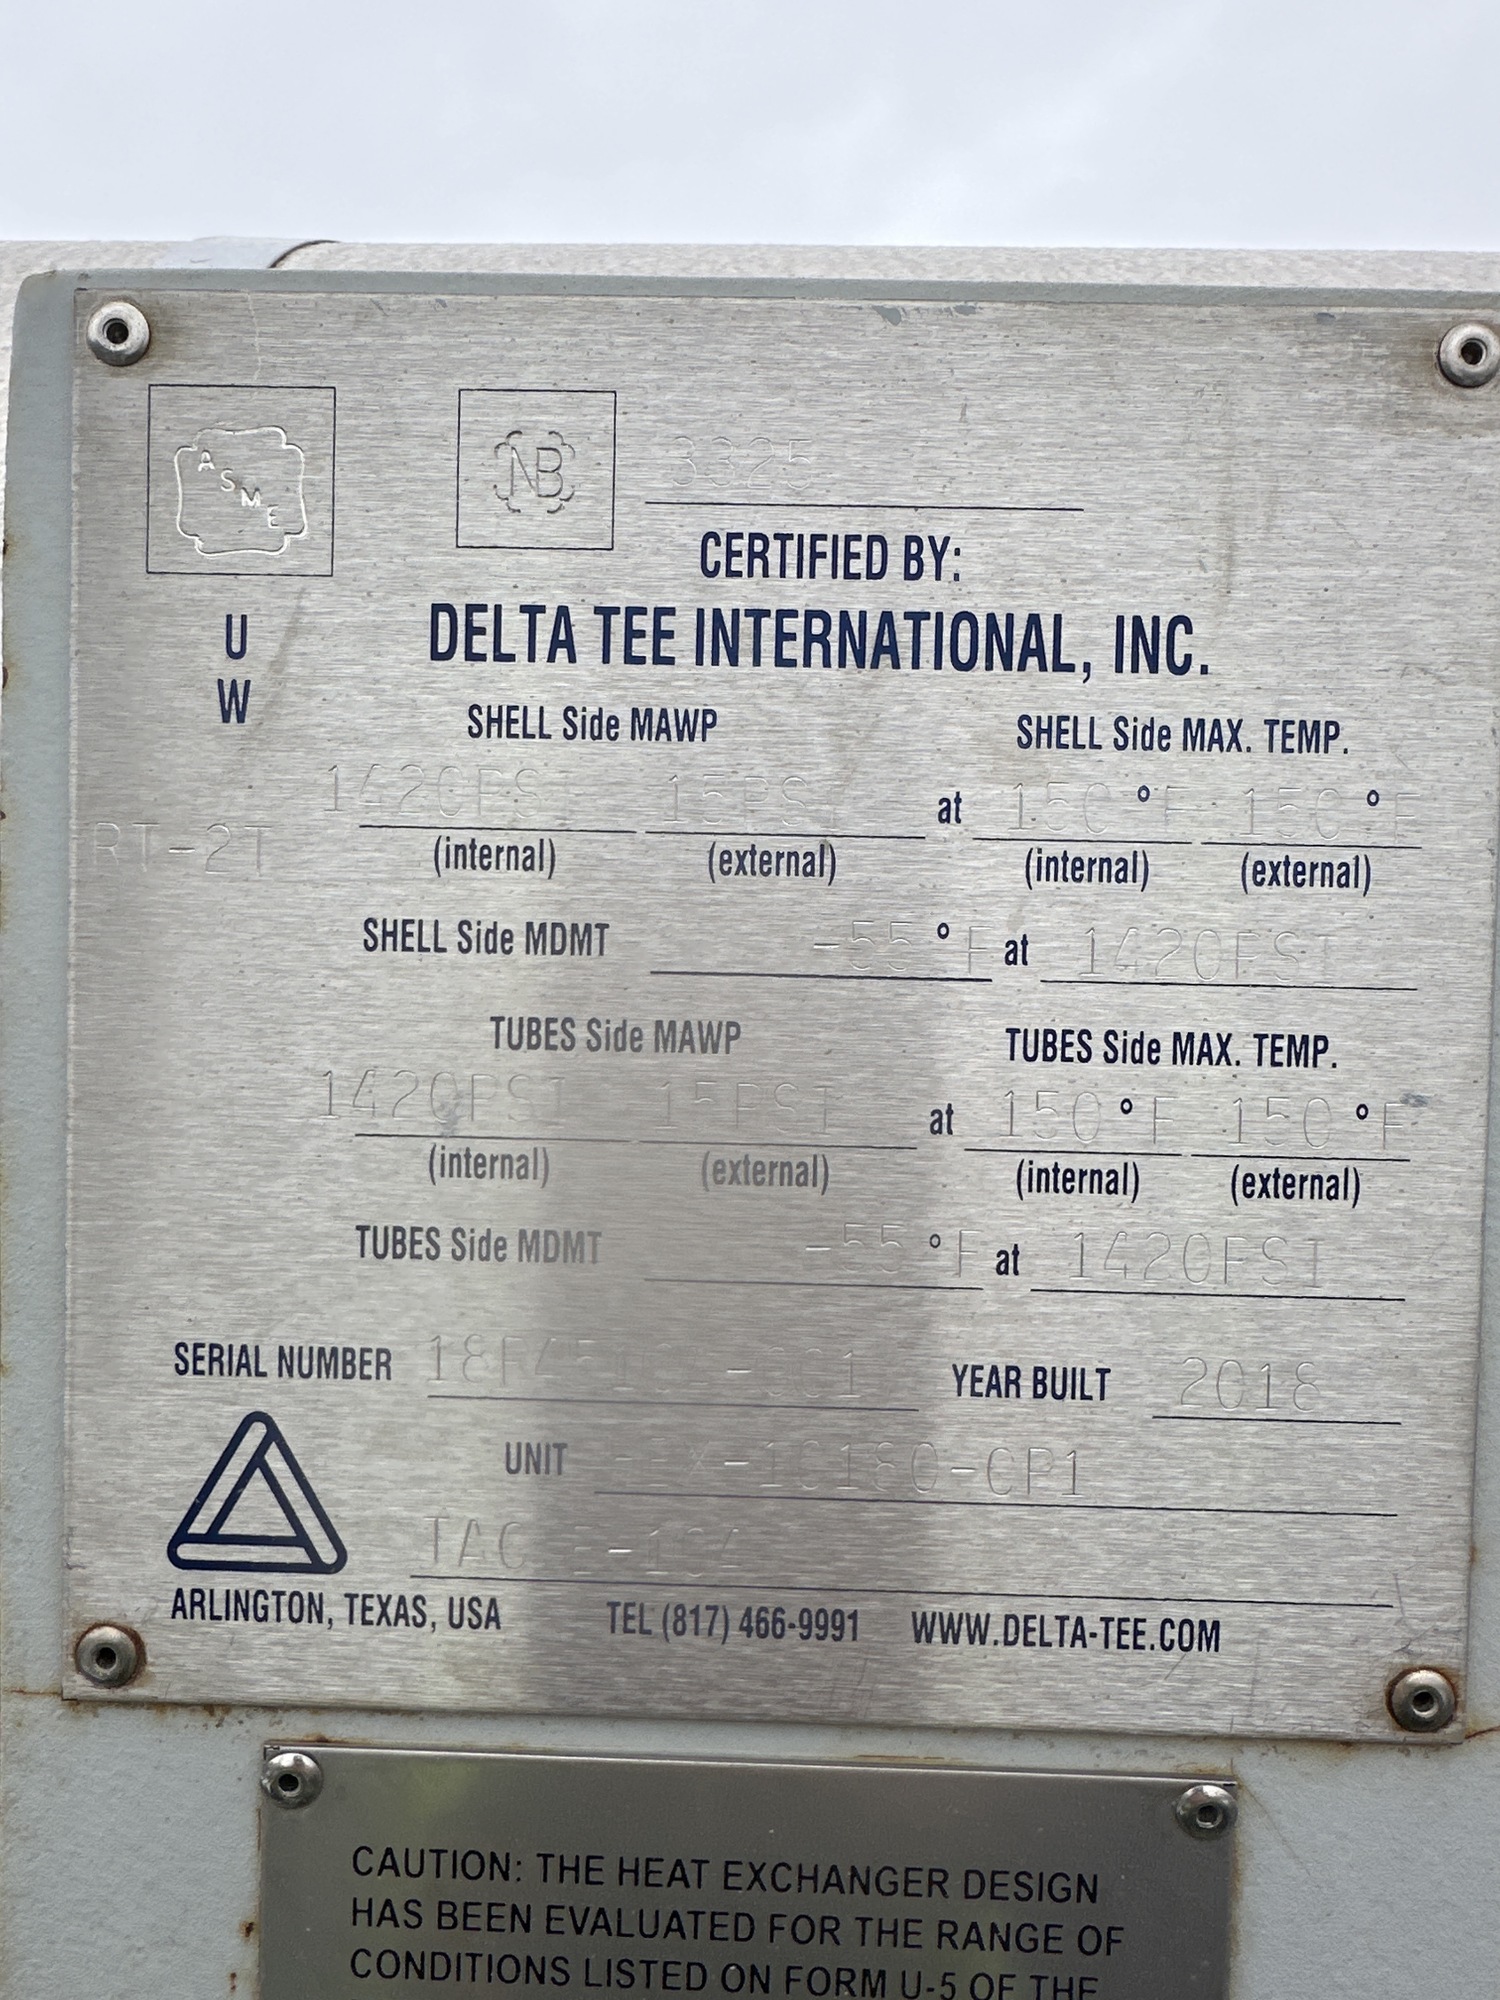 ASME
NB 3325
CERTIFIED BY:
U
DELTA TEE INTERNATIONAL, INC.
W
SHELL Side MAWP SHELL Side MAX. TEMP.
1420PSI 15PSI at 150°F 150°F
RT-2T
(internal) (external) (internal) (external)
SHELL Side MDMT -55°F at 1420PSI
TUBES Side MAWP TUBES Side MAX. TEMP.
1420PSI 15PSI at 150°F 150°F
(internal) (external) (internal) (external)
TUBES Side MDMT -55°F at 1420PSI
SERIAL NUMBER YEAR BUILT 2018
UNIT
ARLINGTON, TEXAS, USA TEL (817) 466-9991 WWW.DELTA-TEE.COM
CAUTION: THE HEAT EXCHANGER DESIGN
HAS BEEN EVALUATED FOR THE RANGE OF
CONDITIONS LISTED ON FORM U-5 OF THE